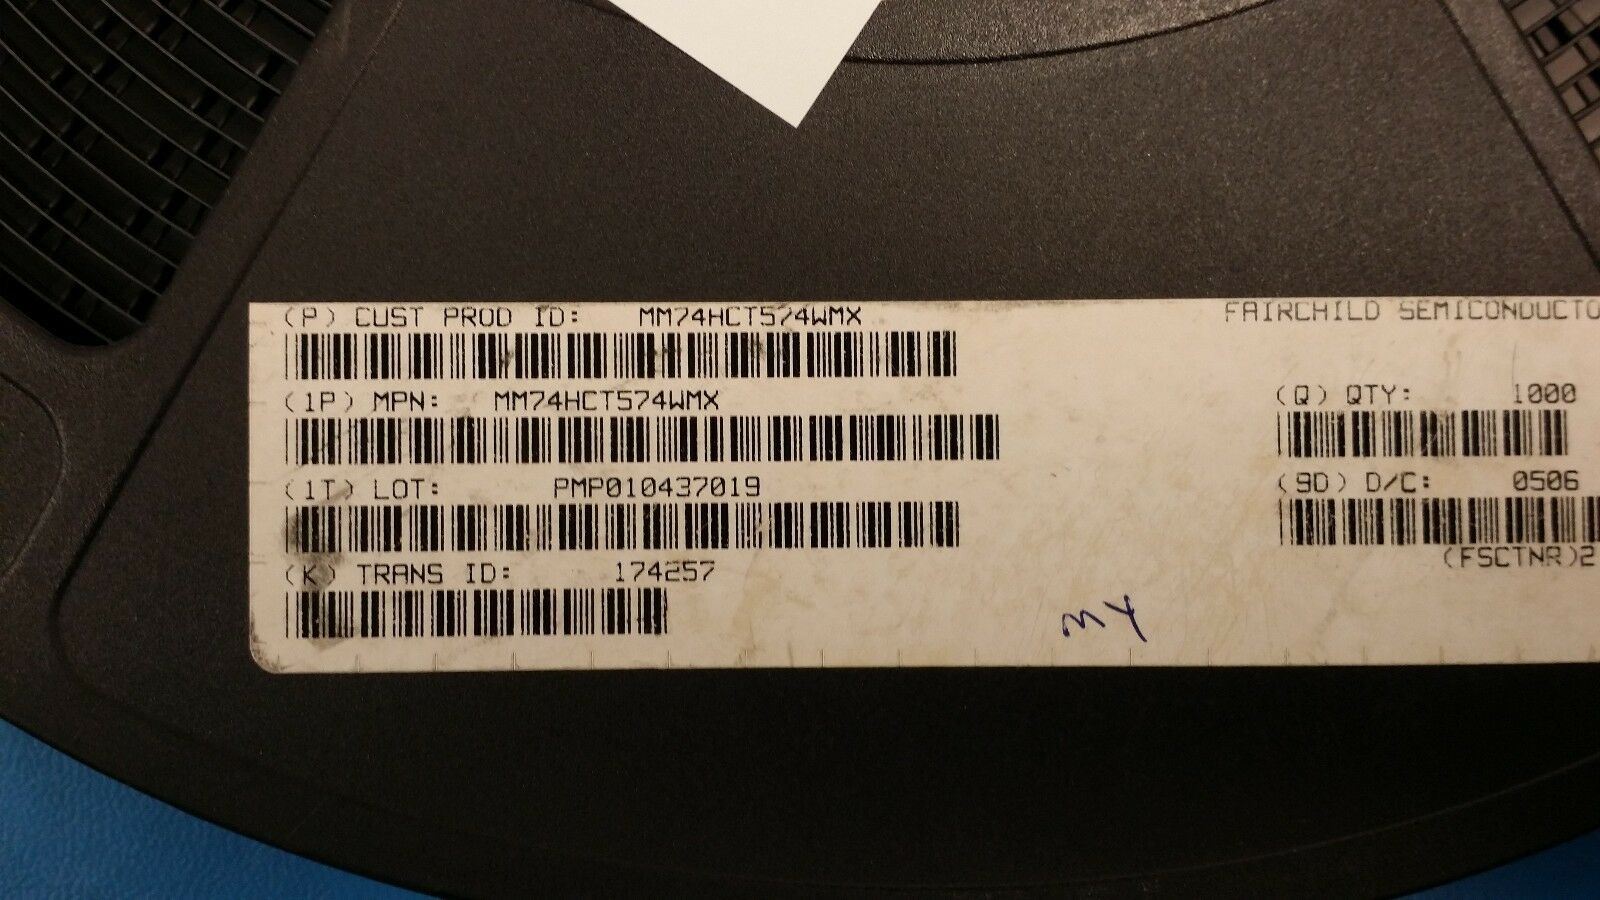 (P) CUST PROD ID: MM74HCT574WMX
FAIRCHILD SEMICONDUCTO
(1P) MPN: MM74HCT574WMX
(Q) QTY: 1000
(1T) LOT: PMP010437019
(9D) D/C: 0506
(FSCTNR)2
(K) TRANS ID: 174257
MY